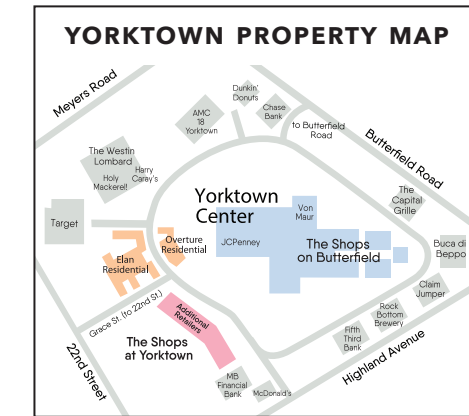 YORKTOWN PROPERTY MAP
Meyers Road
Dunkin'
Donuts
AMC
18
Yorktown
Chase
Bank
to Butterfield
Road
Butterfield Road
The Westin
Lombard
Harry
Caray's
Holy
Mackerel!
The
Capital
Grille
Yorktown
Center
Von
Maur
Target
Overture
Residential
JCPenney
The Shops
on Butterfield
Buca di
Beppo
Elan
Residential
Claim
Jumper
Additional
Retailers
Grace St. (to 22nd St.)
Rock
Bottom
Brewery
The Shops
at Yorktown
Fifth
Third
Bank
22nd Street
Highland Avenue
MB
Financial
Bank
McDonald's